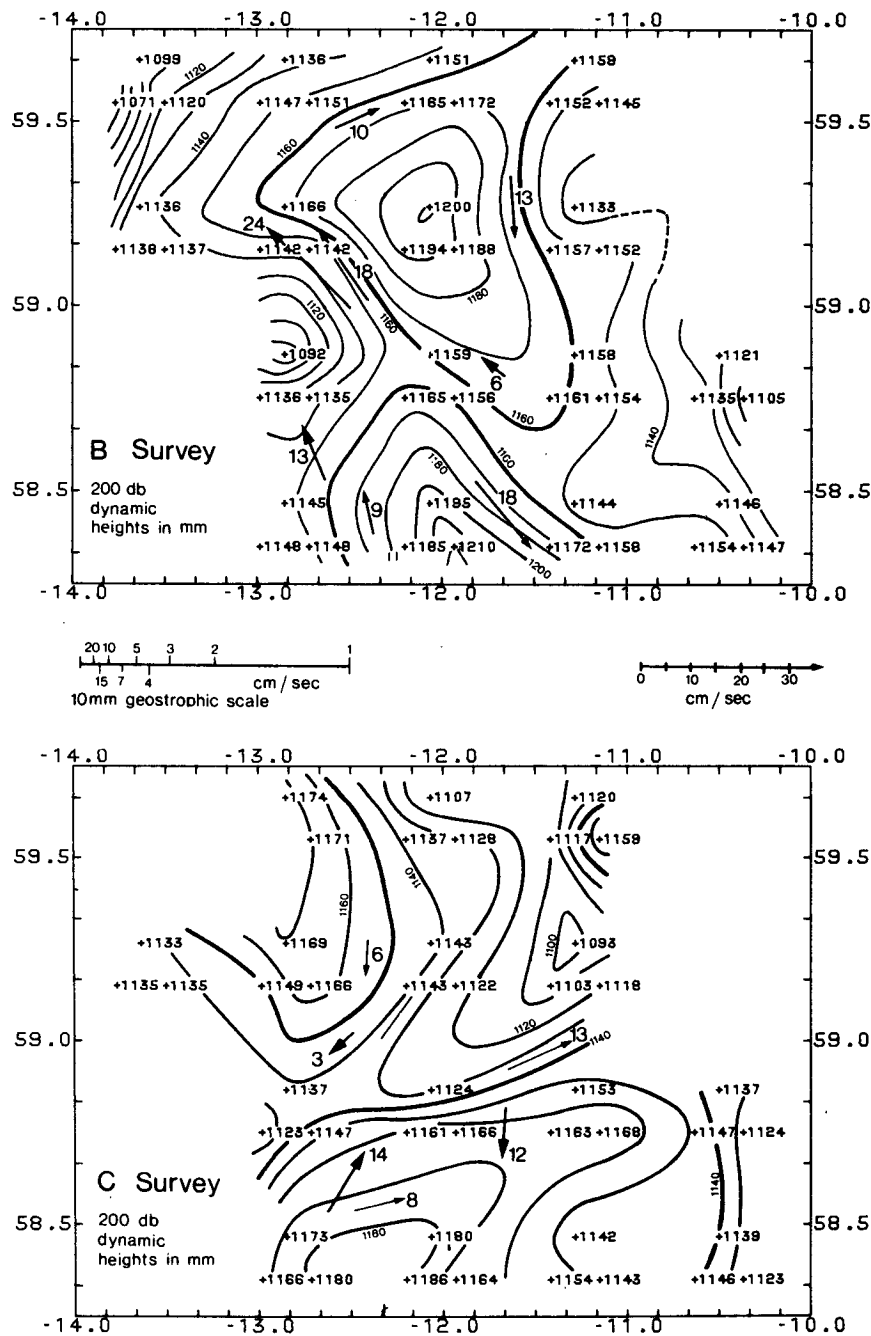 -14.0 -13.0 -12.0 -11.0 -10.0
+1099 +1136 +1151 +1159
1120
+1071 +1120 +1147 +1151 +1165 +1172 +1152 +1145
59.5 59.5
10
1140
1160
+1136 +1166 +1200 13 +1133
24
+1138 +1137 +1142 +1142 +1194 +1188 +1157 +1152
18
1180
59.0 59.0
1120
1160
+1092 +1159 +1158 +1121
6
+1136 +1135 +1165 +1156 +1161 +1154 +1135 +1105
1160
1140
B Survey
13
1160
1180
200 db
dynamic
heights in mm
58.5 58.5
+1145 9 +1195 18 +1144 +1146
+1148 +1148 +1185 +1210 +1172 +1158 +1154 +1147
1200
-14.0 -13.0 -12.0 -11.0 -10.0
20 10 5 3 2 1
15 7 4 cm/sec
10mm geostrophic scale
0 10 20 30
cm/sec
-14.0 -13.0 -12.0 -11.0 -10.0
+1174 +1107 +1120
+1171 +1137 +1128 +1117 +1159
59.5 59.5
1140
1160
+1133 +1169 6 +1143 1100 +1093
+1135 +1135 +1149 +1166 +1143 +1122 +1103 +1118
59.0 59.0
1120
13
1140
3
+1137 +1124 +1153 +1137
+1123 +1147 +1161 +1166 +1163 +1168 +1147 +1124
14 12
1140
C Survey
8
200 db
dynamic
heights in mm
58.5 58.5
+1173 1180 +1180 +1142 +1139
+1166 +1180 +1186 +1164 +1154 +1143 +1146 +1123
-14.0 -13.0 -12.0 -11.0 -10.0